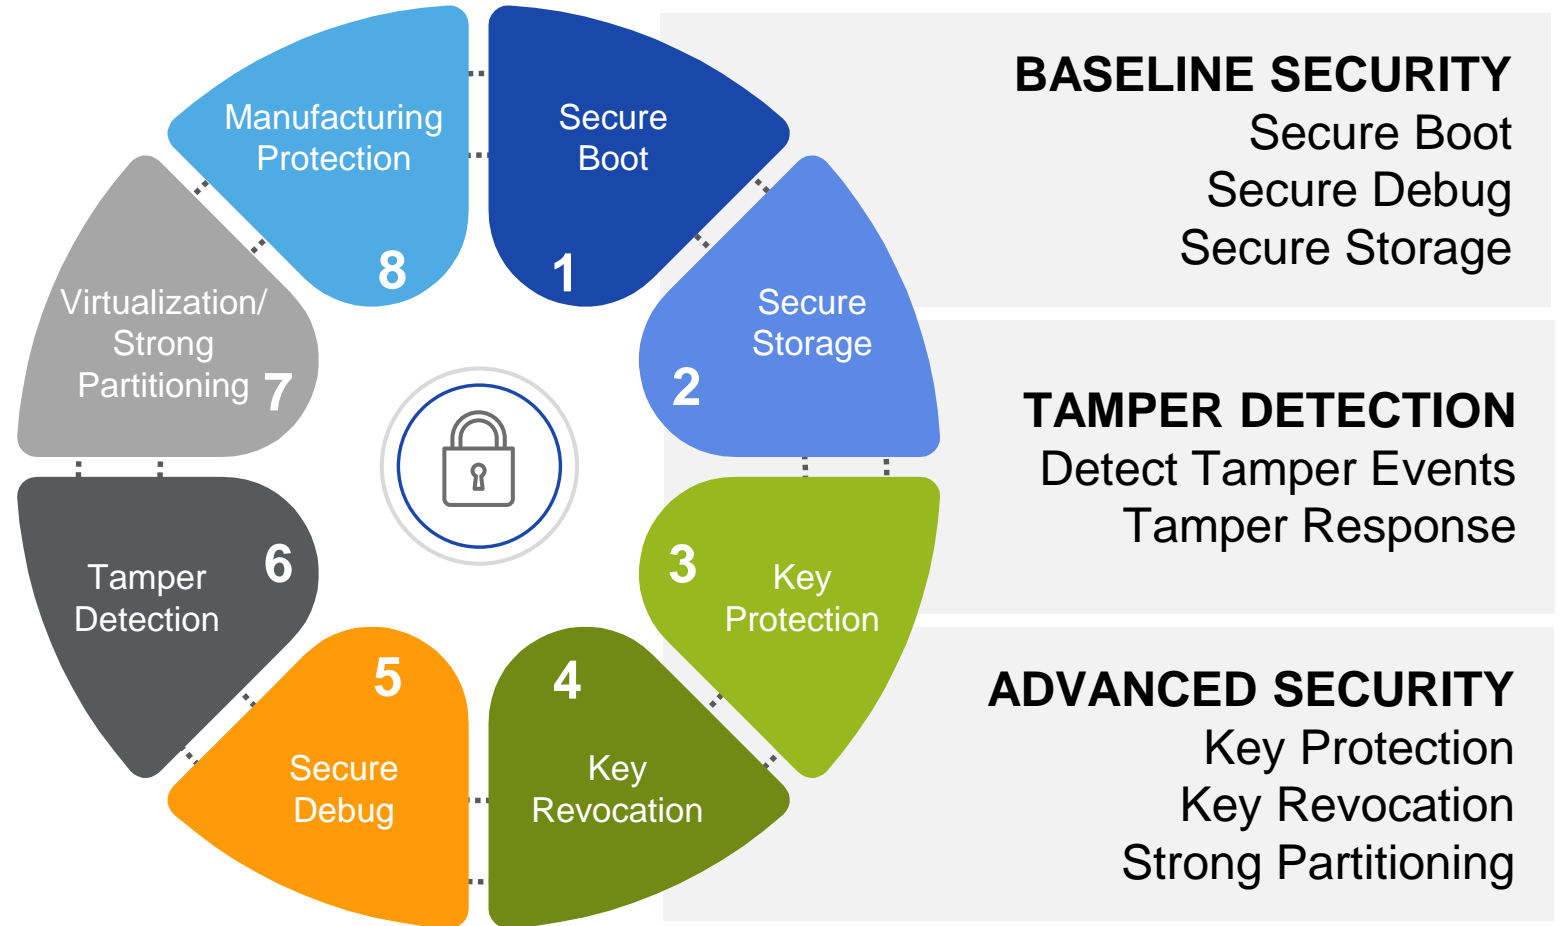 Manufacturing
Protection
8
Secure
Boot
1
Secure
Storage
2
3
Key
Protection
4
Key
Revocation
5
Secure
Debug
6
Tamper
Detection
Virtualization/
Strong
Partitioning
7
BASELINE SECURITY
Secure Boot
Secure Debug
Secure Storage
TAMPER DETECTION
Detect Tamper Events
Tamper Response
ADVANCED SECURITY
Key Protection
Key Revocation
Strong Partitioning